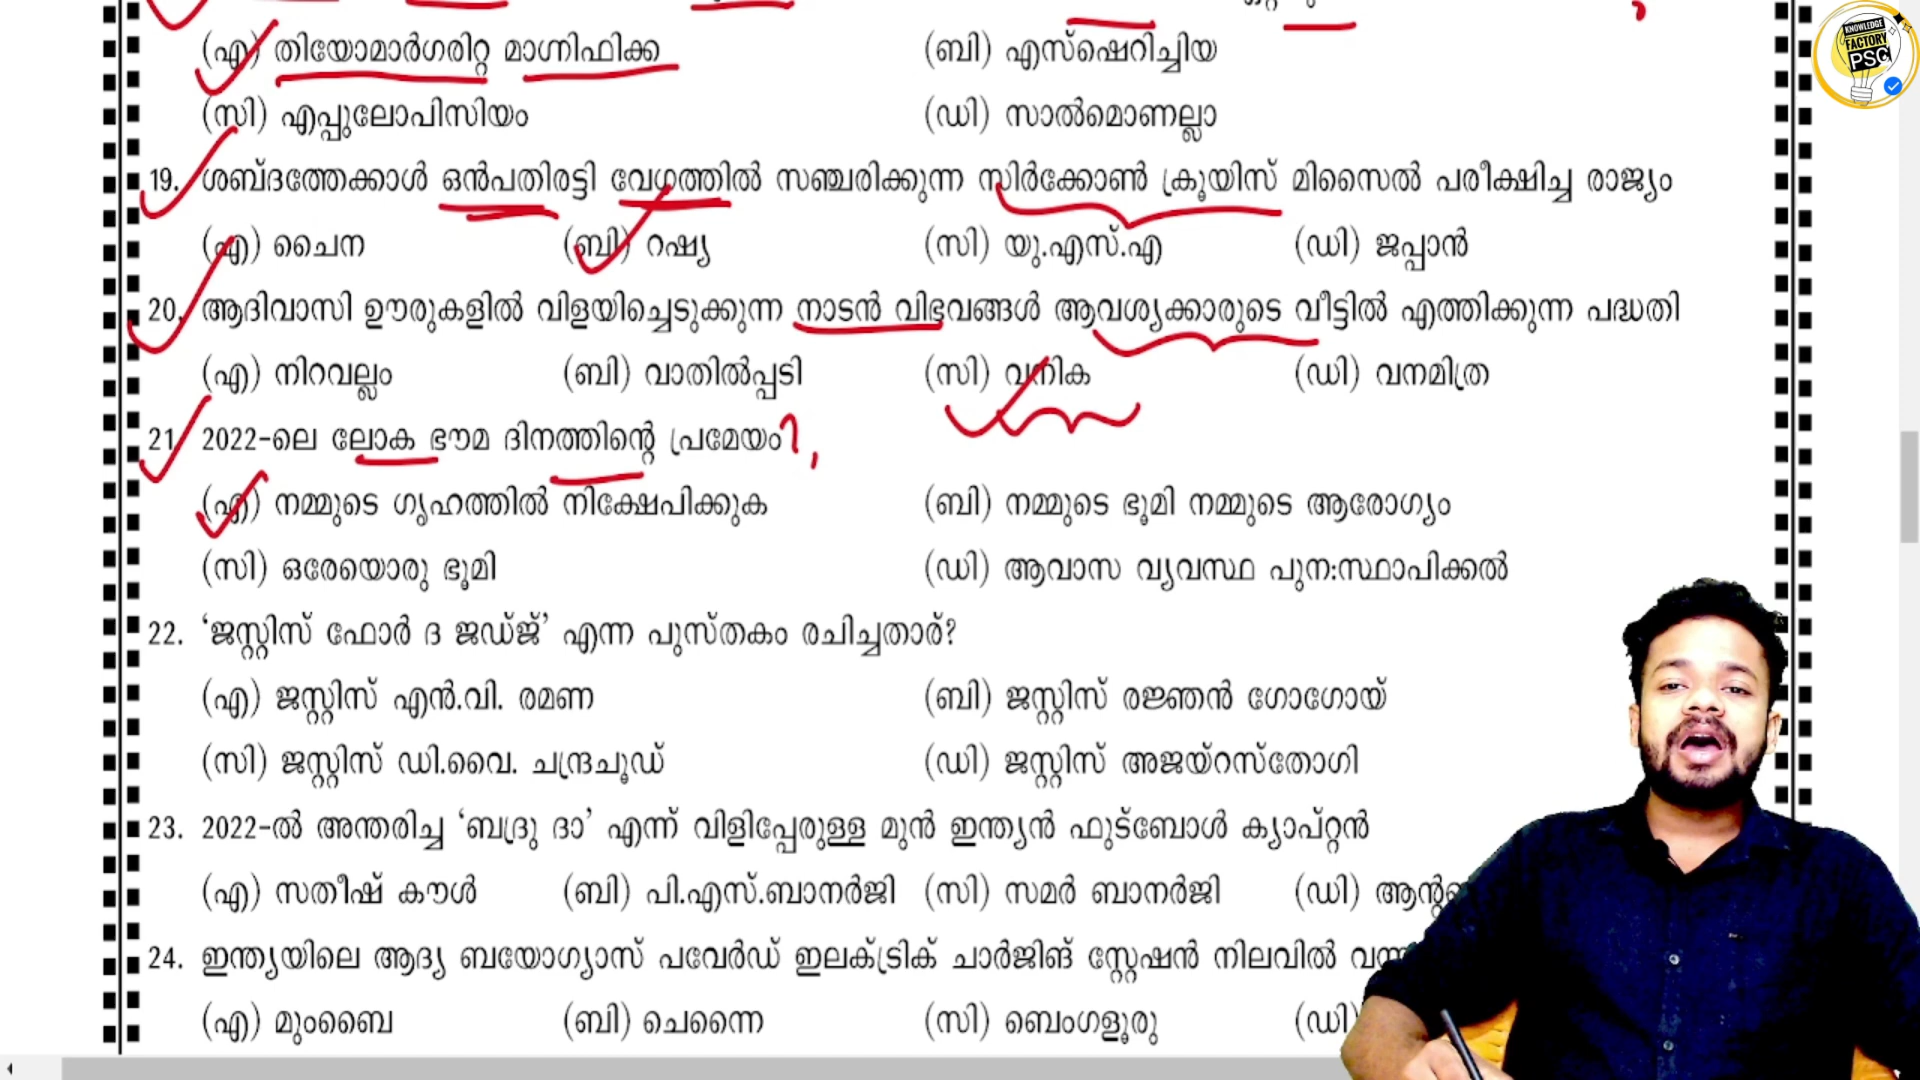 KNOWLEDGE
FACTORY
PSC
(എ) തിയോമാർഗരിറ്റ മാഗ്നിഫിക്ക (ബി) എസ്ഷെറിച്ചിയ
(സി) എപ്പുലോപിസിയം (ഡി) സാൽമൊണല്ലാ
19. ശബ്ദത്തേക്കാൾ ഒൻപതിരട്ടി വേഗത്തിൽ സഞ്ചരിക്കുന്ന സിർക്കോൺ ക്രൂയിസ് മിസൈൽ പരീക്ഷിച്ച രാജ്യം
(എ) ചൈന (ബി) റഷ്യ (സി) യു.എസ്.എ (ഡി) ജപ്പാൻ
20. ആദിവാസി ഊരുകളിൽ വിളയിച്ചെടുക്കുന്ന നാടൻ വിഭവങ്ങൾ ആവശ്യക്കാരുടെ വീട്ടിൽ എത്തിക്കുന്ന പദ്ധതി
(എ) നിറവല്ലം (ബി) വാതിൽപ്പടി (സി) വനിക (ഡി) വനമിത്ര
21. 2022-ലെ ലോക ഭൗമ ദിനത്തിന്റെ പ്രമേയം?
(എ) നമ്മുടെ ഗൃഹത്തിൽ നിക്ഷേപിക്കുക (ബി) നമ്മുടെ ഭൂമി നമ്മുടെ ആരോഗ്യം
(സി) ഒരേയൊരു ഭൂമി (ഡി) ആവാസ വ്യവസ്ഥ പുന:സ്ഥാപിക്കൽ
22. ‘ജസ്റ്റിസ് ഫോർ ദ ജഡ്ജ്’ എന്ന പുസ്തകം രചിച്ചതാര്?
(എ) ജസ്റ്റിസ് എൻ.വി. രമണ (ബി) ജസ്റ്റിസ് രജ്ഞൻ ഗോഗോയ്
(സി) ജസ്റ്റിസ് ഡി.വൈ. ചന്ദ്രചൂഡ് (ഡി) ജസ്റ്റിസ് അജയ്റസ്തോഗി
23. 2022-ൽ അന്തരിച്ച ‘ബദ്രു ദാ’ എന്ന് വിളിപ്പേരുള്ള മുൻ ഇന്ത്യൻ ഫുട്ബോൾ ക്യാപ്റ്റൻ
(എ) സതീഷ് കൗൾ (ബി) പി.എസ്.ബാനർജി (സി) സമർ ബാനർജി (ഡി)
24. ഇന്ത്യയിലെ ആദ്യ ബയോഗ്യാസ് പവേർഡ് ഇലക്ട്രിക് ചാർജിങ് സ്റ്റേഷൻ നിലവിൽ
(എ) മുംബൈ (ബി) ചെന്നൈ (സി) ബെംഗളൂരു (ഡി)